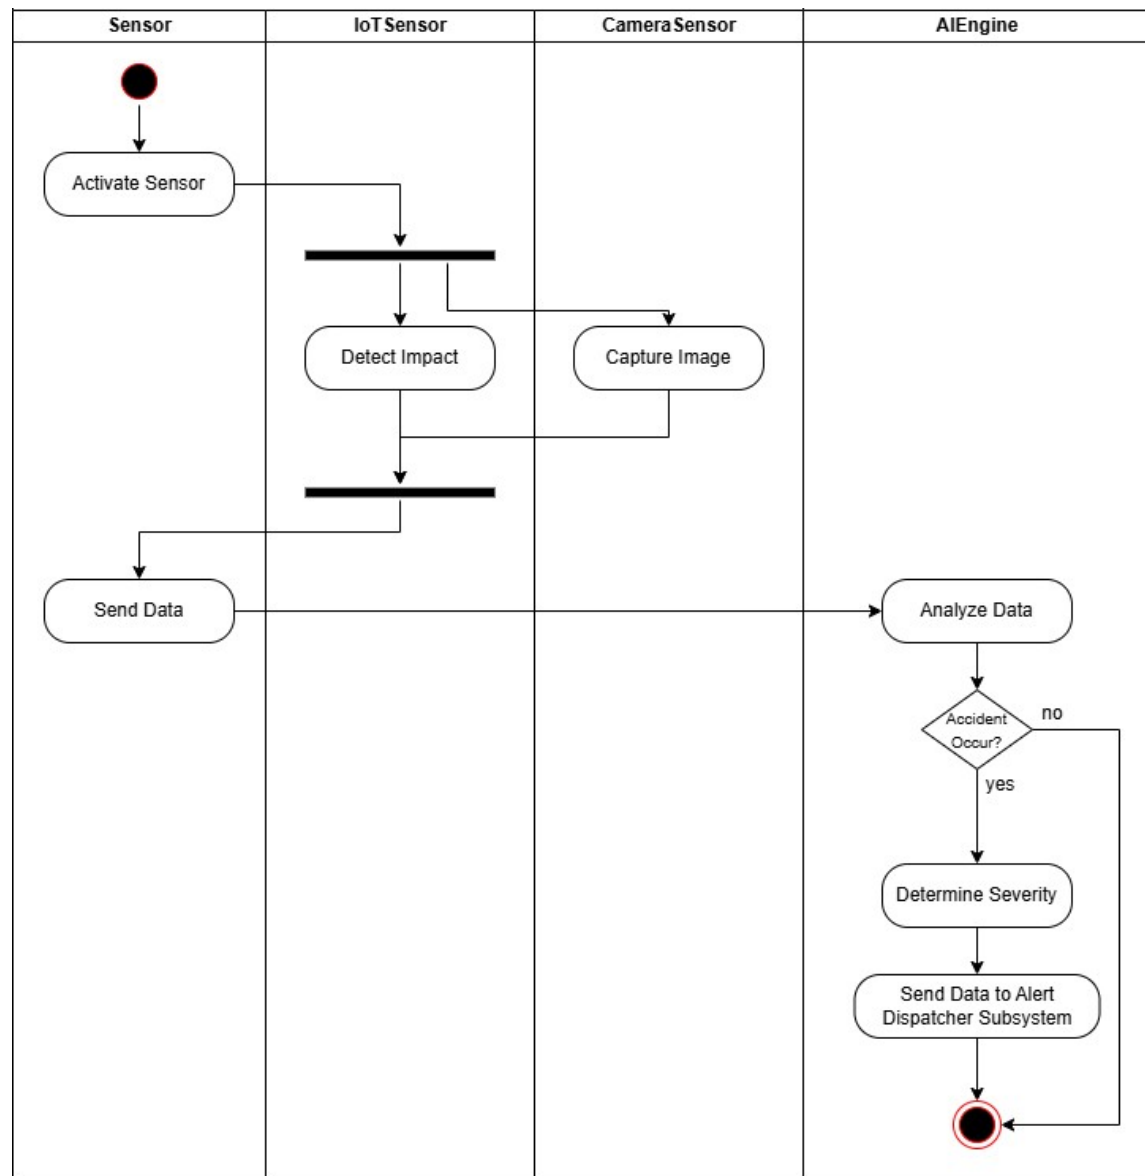 Sensor
IoTSensor
CameraSensor
AIEngine
Activate Sensor
Detect Impact
Capture Image
Send Data
Analyze Data
Accident
Occur?
no
yes
Determine Severity
Send Data to Alert
Dispatcher Subsystem